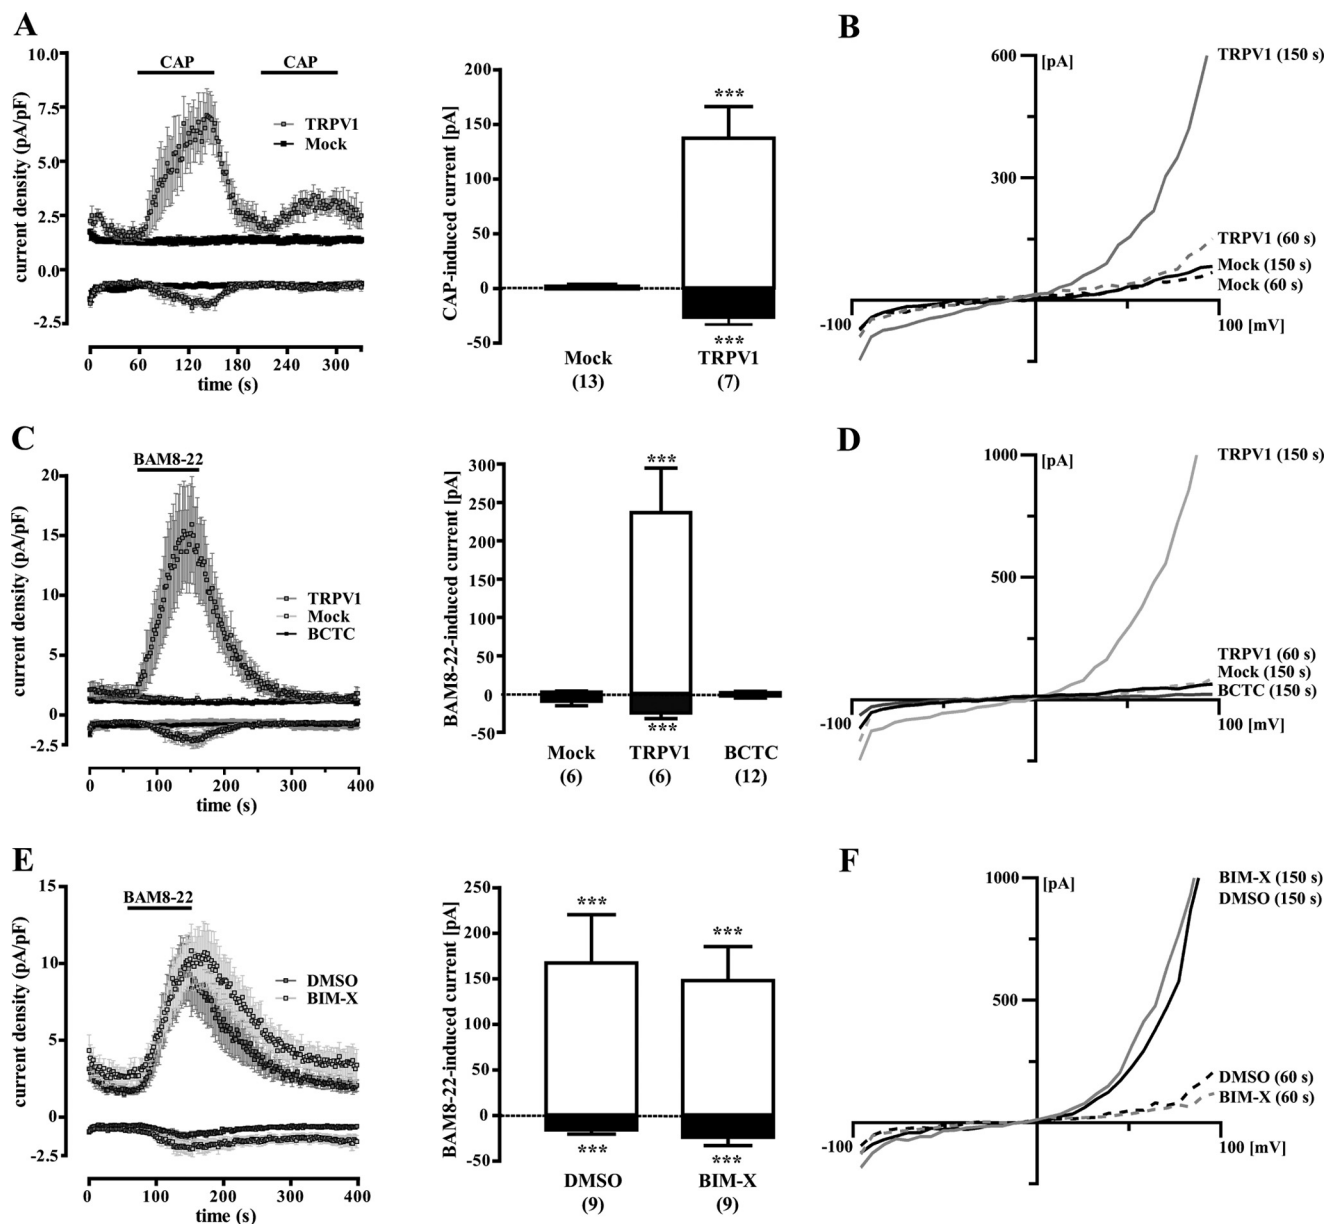 A
CAP
CAP
10.0
7.5
5.0
2.5
0.0
-2.5
current density (pA/pF)
TRPV1
Mock
0
60
120
180
240
300
time (s)
200
150
100
50
0
-50
CAP-induced current [pA]
***
***
Mock
(13)
TRPV1
(7)
B
600
[pA]
300
-100
100 [mV]
TRPV1 (150 s)
TRPV1 (60 s)
Mock (150 s)
Mock (60 s)
C
BAM8-22
20
15
10
5
0
-2.5
current density (pA/pF)
TRPV1
Mock
BCTC
0
100
200
300
400
time (s)
300
250
200
150
100
50
0
-50
BAM8-22-induced current [pA]
***
***
Mock
(6)
TRPV1
(6)
BCTC
(12)
D
1000
[pA]
500
-100
100 [mV]
TRPV1 (150 s)
TRPV1 (60 s)
Mock (150 s)
BCTC (150 s)
E
BAM8-22
15
10
5
0
-2.5
current density (pA/pF)
DMSO
BIM-X
0
100
200
300
400
time (s)
250
200
150
100
50
0
-50
BAM8-22-induced current [pA]
***
***
***
***
DMSO
(9)
BIM-X
(9)
F
1000
[pA]
500
-100
100 [mV]
BIM-X (150 s)
DMSO (150 s)
DMSO (60 s)
BIM-X (60 s)